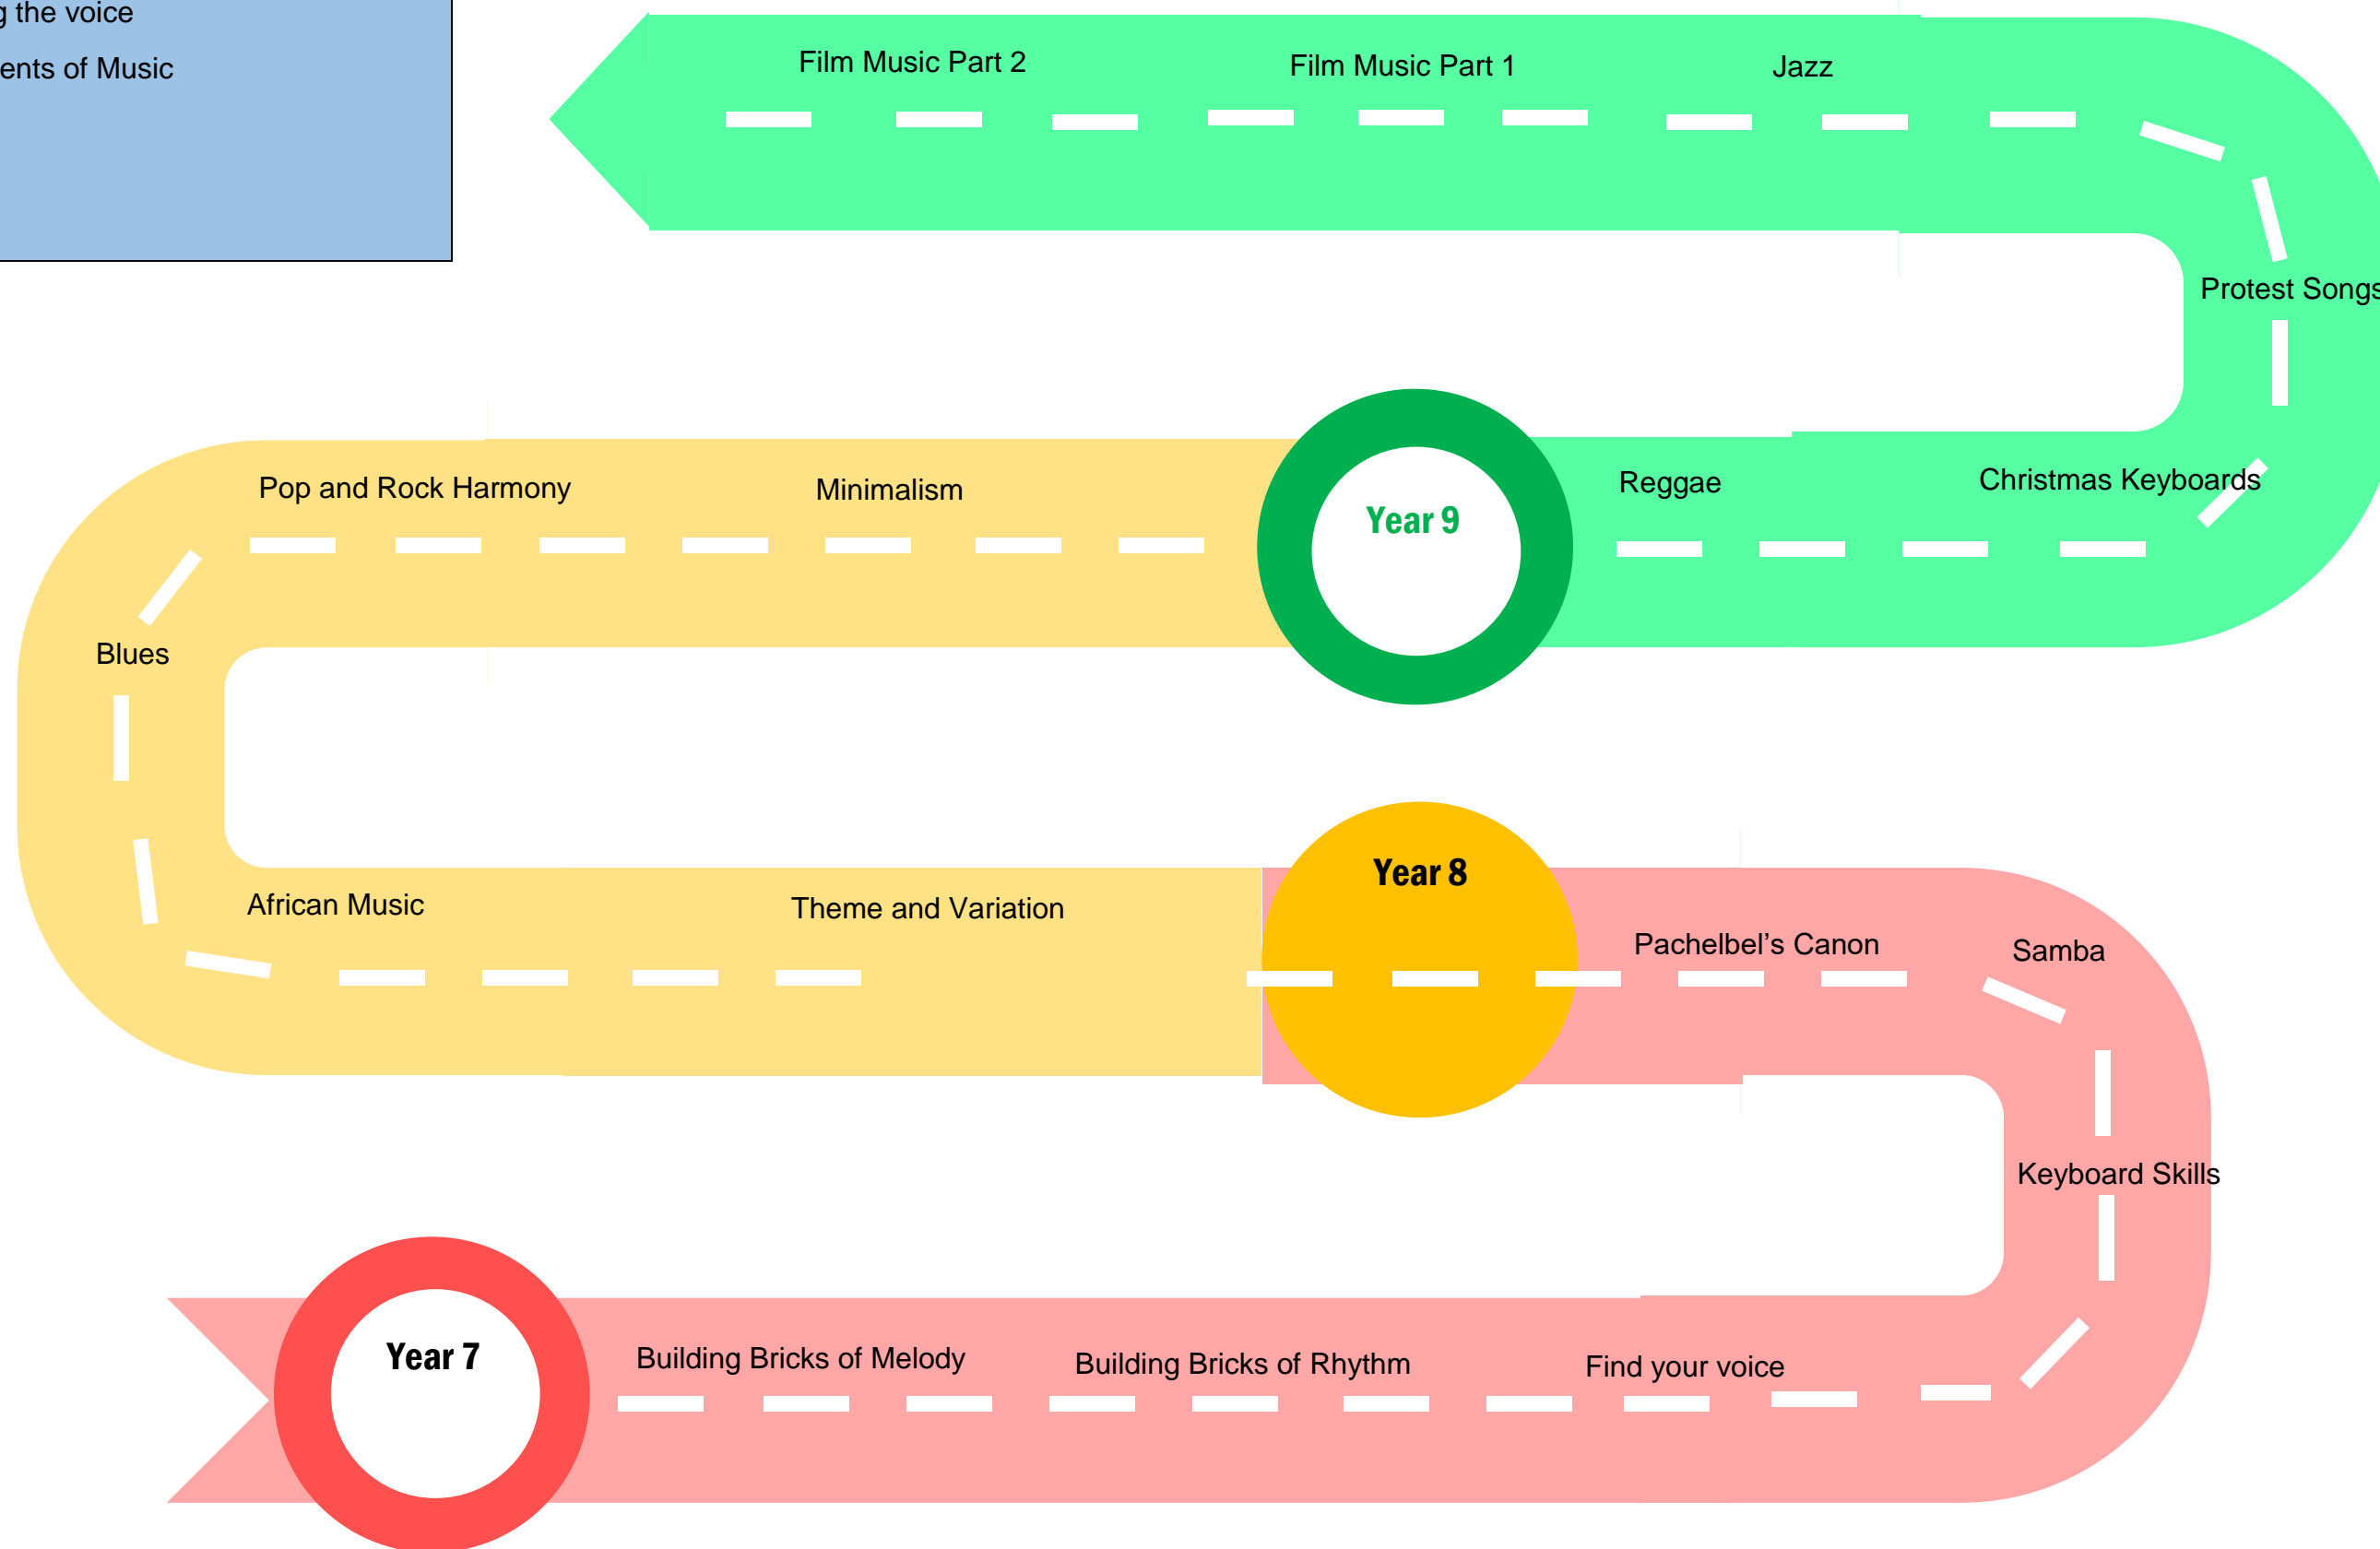 the voice
of Music
Film Music Part 2
Film Music Part 1
Jazz
Protest Songs
Pop and Rock Harmony
Minimalism
Year 9
Reggae
Christmas Keyboards
Blues
African Music
Theme and Variation
Year 8
Pachelbel’s Canon
Samba
Keyboard Skills
Year 7
Building Bricks of Melody
Building Bricks of Rhythm
Find your voice